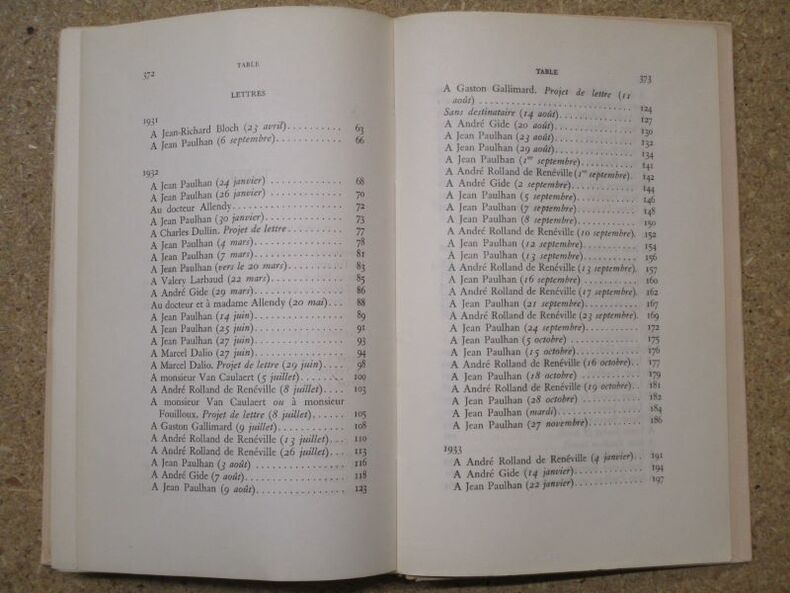 372
TABLE
LETTRES
1931
A Jean-Richard Bloch (23 avril).......... 63
A Jean Paulhan (6 septembre)............ 66
1932
A Jean Paulhan (24 janvier) ............. 68
A Jean Paulhan (26 janvier) ............. 70
Au docteur Allendy.................... 72
A Jean Paulhan (30 janvier).............. 73
A Charles Dullin. Projet de lettre......... 77
A Jean Paulhan (4 mars)................ 78
A Jean Paulhan (7 mars)................ 81
A Jean Paulhan (vers le 20 mars)......... 83
A Valery Larbaud (22 mars)............. 85
A André Gide (29 mars)................ 86
Au docteur et à madame Allendy (20 mai)... 88
A Jean Paulhan (14 juin)................ 89
A Jean Paulhan (25 juin)................ 91
A Jean Paulhan (27 juin)................ 93
A Marcel Dalio (27 juin)................ 94
A Marcel Dalio. Projet de lettre (29 juin).... 98
A monsieur Van Caulaert (5 juillet)........ 100
A André Rolland de Renéville (8 juillet).... 103
A monsieur Van Caulaert ou à monsieur
Fouilloux. Projet de lettre (8 juillet)...... 105
A Gaston Gallimard (9 juillet)............ 108
A André Rolland de Renéville (13 juillet)... 110
A André Rolland de Renéville (26 juillet)... 113
A Jean Paulhan (3 août)................ 116
A André Gide (7 août)................. 118
A Jean Paulhan (9 août)................ 123
TABLE
373
A Gaston Gallimard. Projet de lettre (11
août) ............................ 124
Sans destinataire (14 août)............... 127
A André Gide (20 août)................ 130
A Jean Paulhan (23 août)............... 132
A Jean Paulhan (29 août)............... 134
A Jean Paulhan (1er septembre)........... 141
A André Rolland de Renéville (1er septembre). 142
A André Gide (2 septembre)............. 144
A Jean Paulhan (5 septembre)............ 146
A Jean Paulhan (7 septembre)............ 148
A Jean Paulhan (8 septembre)............ 150
A André Rolland de Renéville (10 septembre). 152
A Jean Paulhan (12 septembre)........... 154
A Jean Paulhan (13 septembre)........... 156
A André Rolland de Renéville (13 septembre). 157
A Jean Paulhan (16 septembre)........... 160
A André Rolland de Renéville (17 septembre). 162
A Jean Paulhan (21 septembre)........... 167
A André Rolland de Renéville (23 septembre). 169
A Jean Paulhan (24 septembre)........... 172
A Jean Paulhan (5 octobre).............. 175
A Jean Paulhan (15 octobre)............. 176
A André Rolland de Renéville (16 octobre).. 177
A Jean Paulhan (18 octobre)............. 179
A André Rolland de Renéville (19 octobre).. 181
A Jean Paulhan (28 octobre)............. 182
A Jean Paulhan (mardi)................. 184
A Jean Paulhan (27 novembre)........... 186
1933
A André Rolland de Renéville (4 janvier)... 191
A André Gide (14 janvier).............. 194
A Jean Paulhan (22 janvier)............. 197